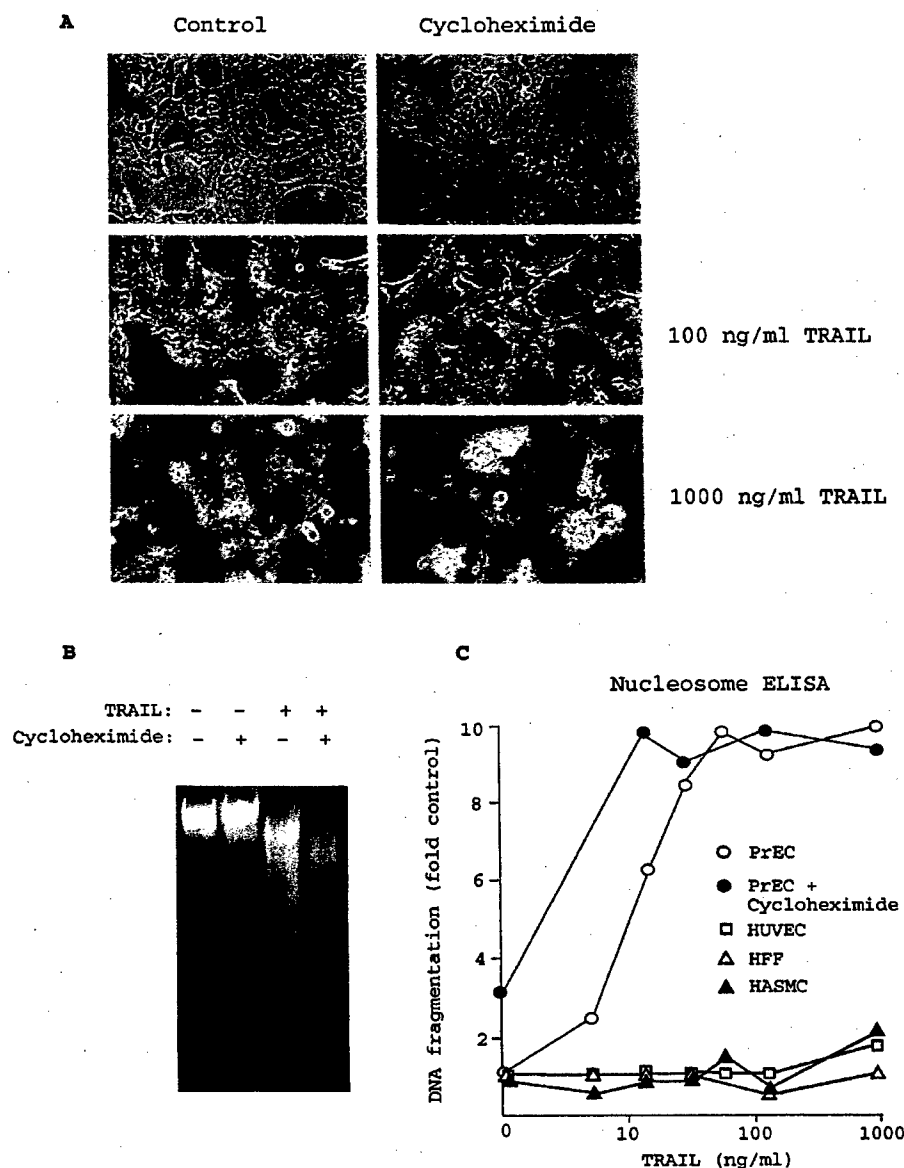 A
Control
Cycloheximide
100 ng/ml TRAIL
1000 ng/ml TRAIL
B
TRAIL: - - + +
Cycloheximide: - + - +
C
Nucleosome ELISA
DNA fragmentation (fold control)
10
8
6
4
2
PrEC
PrEC +
Cycloheximide
HUVEC
HFF
HASMC
0 10 100 1000
TRAIL (ng/ml)